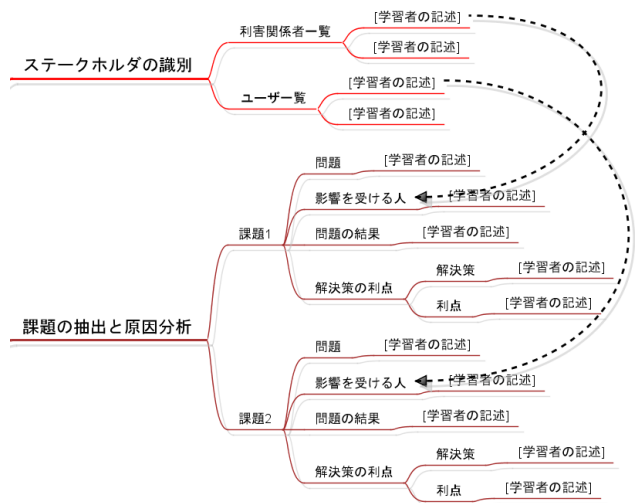 ステークホルダの識別
利害関係者一覧
[学習者の記述]
[学習者の記述]
ユーザ一覧
[学習者の記述]
[学習者の記述]
課題の抽出と原因分析
課題1
問題
[学習者の記述]
影響を受ける人
[学習者の記述]
問題の結果
[学習者の記述]
解決策の利点
解決策
[学習者の記述]
利点
[学習者の記述]
課題2
問題
[学習者の記述]
影響を受ける人
[学習者の記述]
問題の結果
[学習者の記述]
解決策の利点
解決策
[学習者の記述]
利点
[学習者の記述]